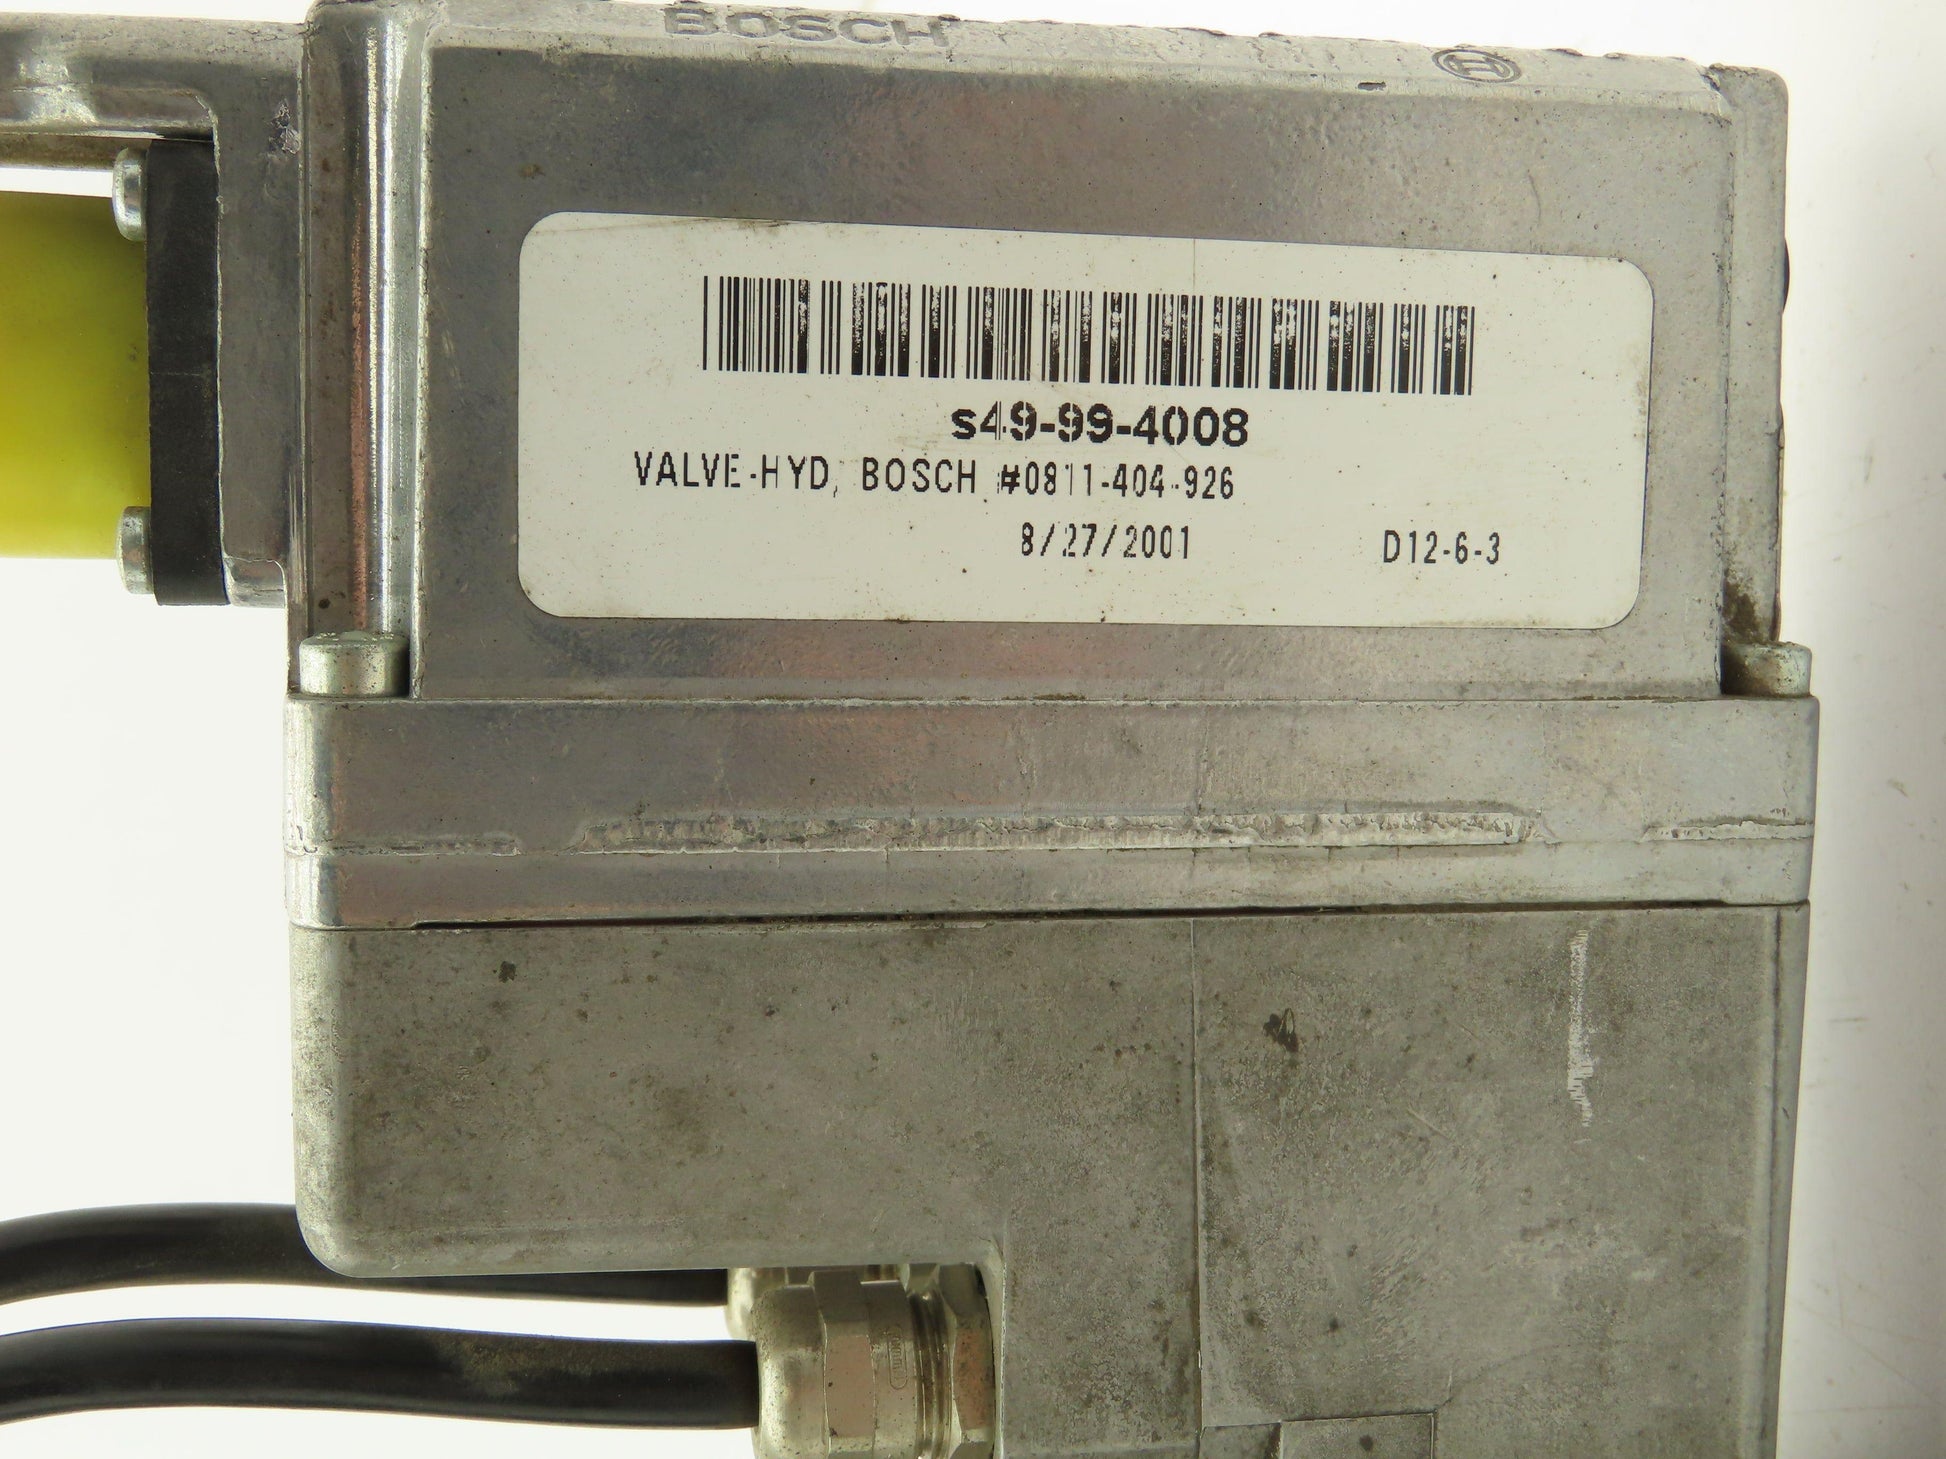 BOSCH
s49-99-4008
VALVE-HYD, BOSCH #0811-404-926
8/27/2001 D12-6-3